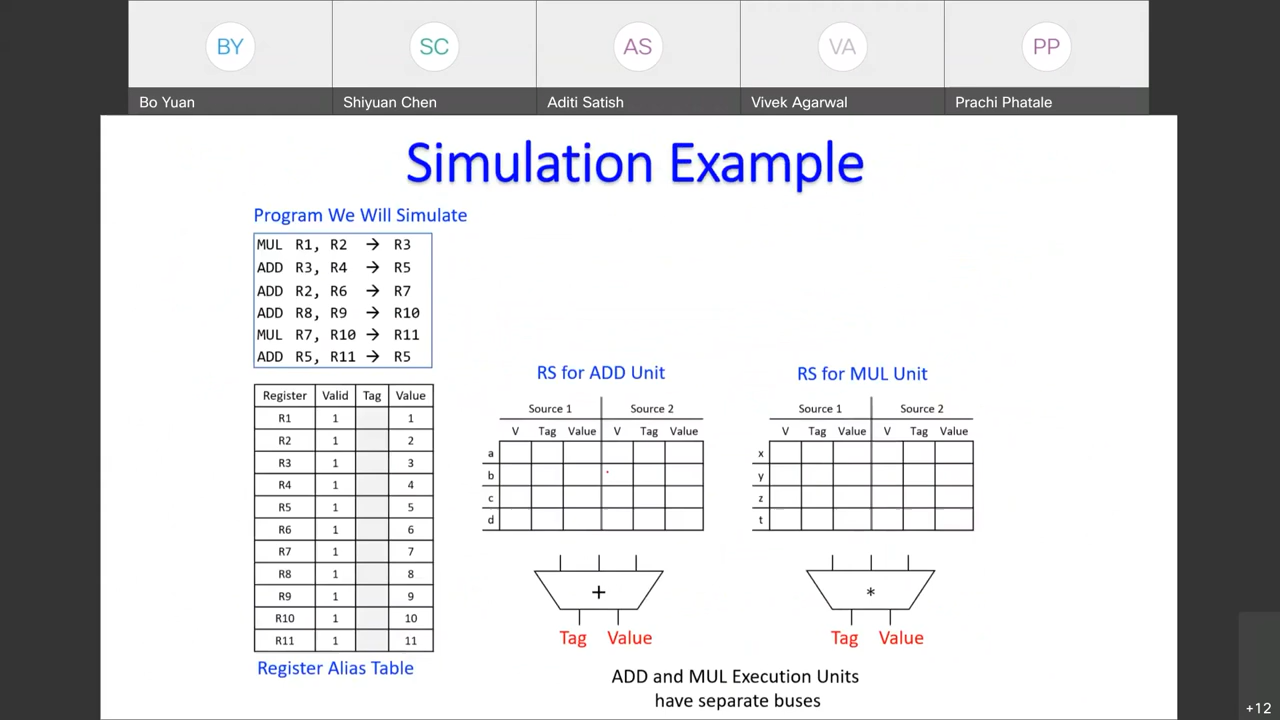 BY SC AS VA PP
Bo Yuan Shiyuan Chen Aditi Satish Vivek Agarwal Prachi Phatale
Simulation Example
Program We Will Simulate
MUL R1, R2 → R3
ADD R3, R4 → R5
ADD R2, R6 → R7
ADD R8, R9 → R10
MUL R7, R10 → R11
ADD R5, R11 → R5
Register Valid Tag Value
R1 1 1
R2 1 2
R3 1 3
R4 1 4
R5 1 5
R6 1 6
R7 1 7
R8 1 8
R9 1 9
R10 1 10
R11 1 11
Register Alias Table
RS for ADD Unit
Source 1 Source 2
V Tag Value V Tag Value
a
b
c
d
+
Tag Value
RS for MUL Unit
Source 1 Source 2
V Tag Value V Tag Value
x
y
z
t
*
Tag Value
ADD and MUL Execution Units
have separate buses
+12